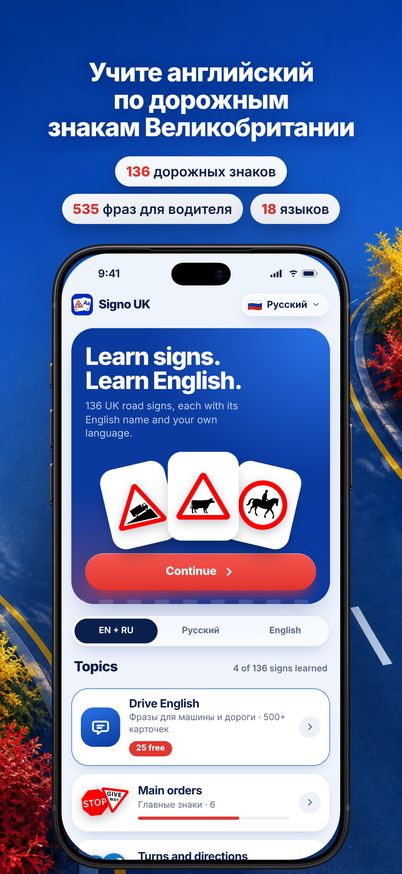 Учите английский
по дорожным
знакам Великобритании
136 дорожных знаков
535 фраз для водителя
18 языков
9:41
Signo UK
Русский
Learn signs.
Learn English.
136 UK road signs, each with its
English name and your own
language.
Continue
EN + RU
Русский
English
Topics
4 of 136 signs learned
Drive English
Фразы для машины и дороги · 500+
карточек
25 free
STOP
GIVE
WAY
Main orders
Главные знаки · 6
Turns and directions